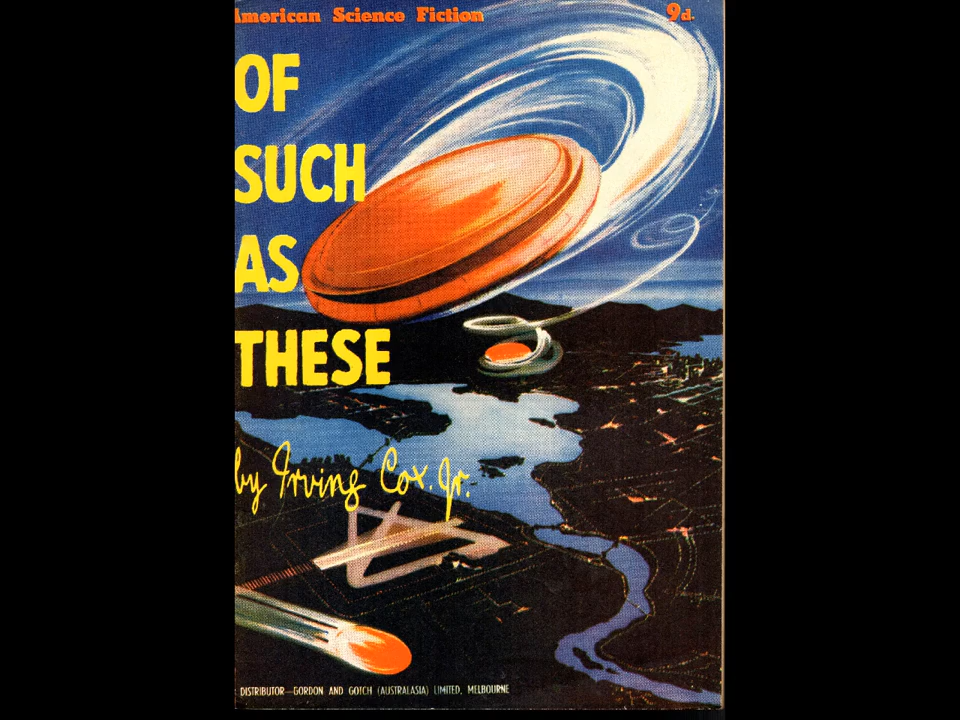 American Science Fiction
9d.
OF
SUCH
AS
THESE
by Irving Cox. Jr.
DISTRIBUTOR—GORDON AND GOTCH (AUSTRALASIA) LIMITED, MELBOURNE